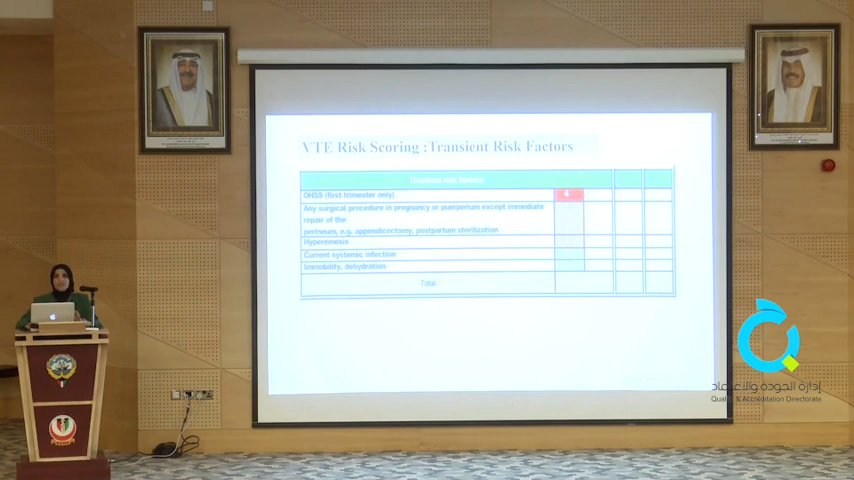 VTE Risk Scoring :Transient Risk Factors
Transient risk factors
OHSS (first trimester only)
4
Any surgical procedure in pregnancy or puerperium except immediate
repair of the
perineum, e.g. appendicectomy, postpartum sterilization
Hyperemesis
Current systemic infection
Immobility, dehydration
Total
إدارة الجودة والاعتماد
Quality & Accreditation Directorate